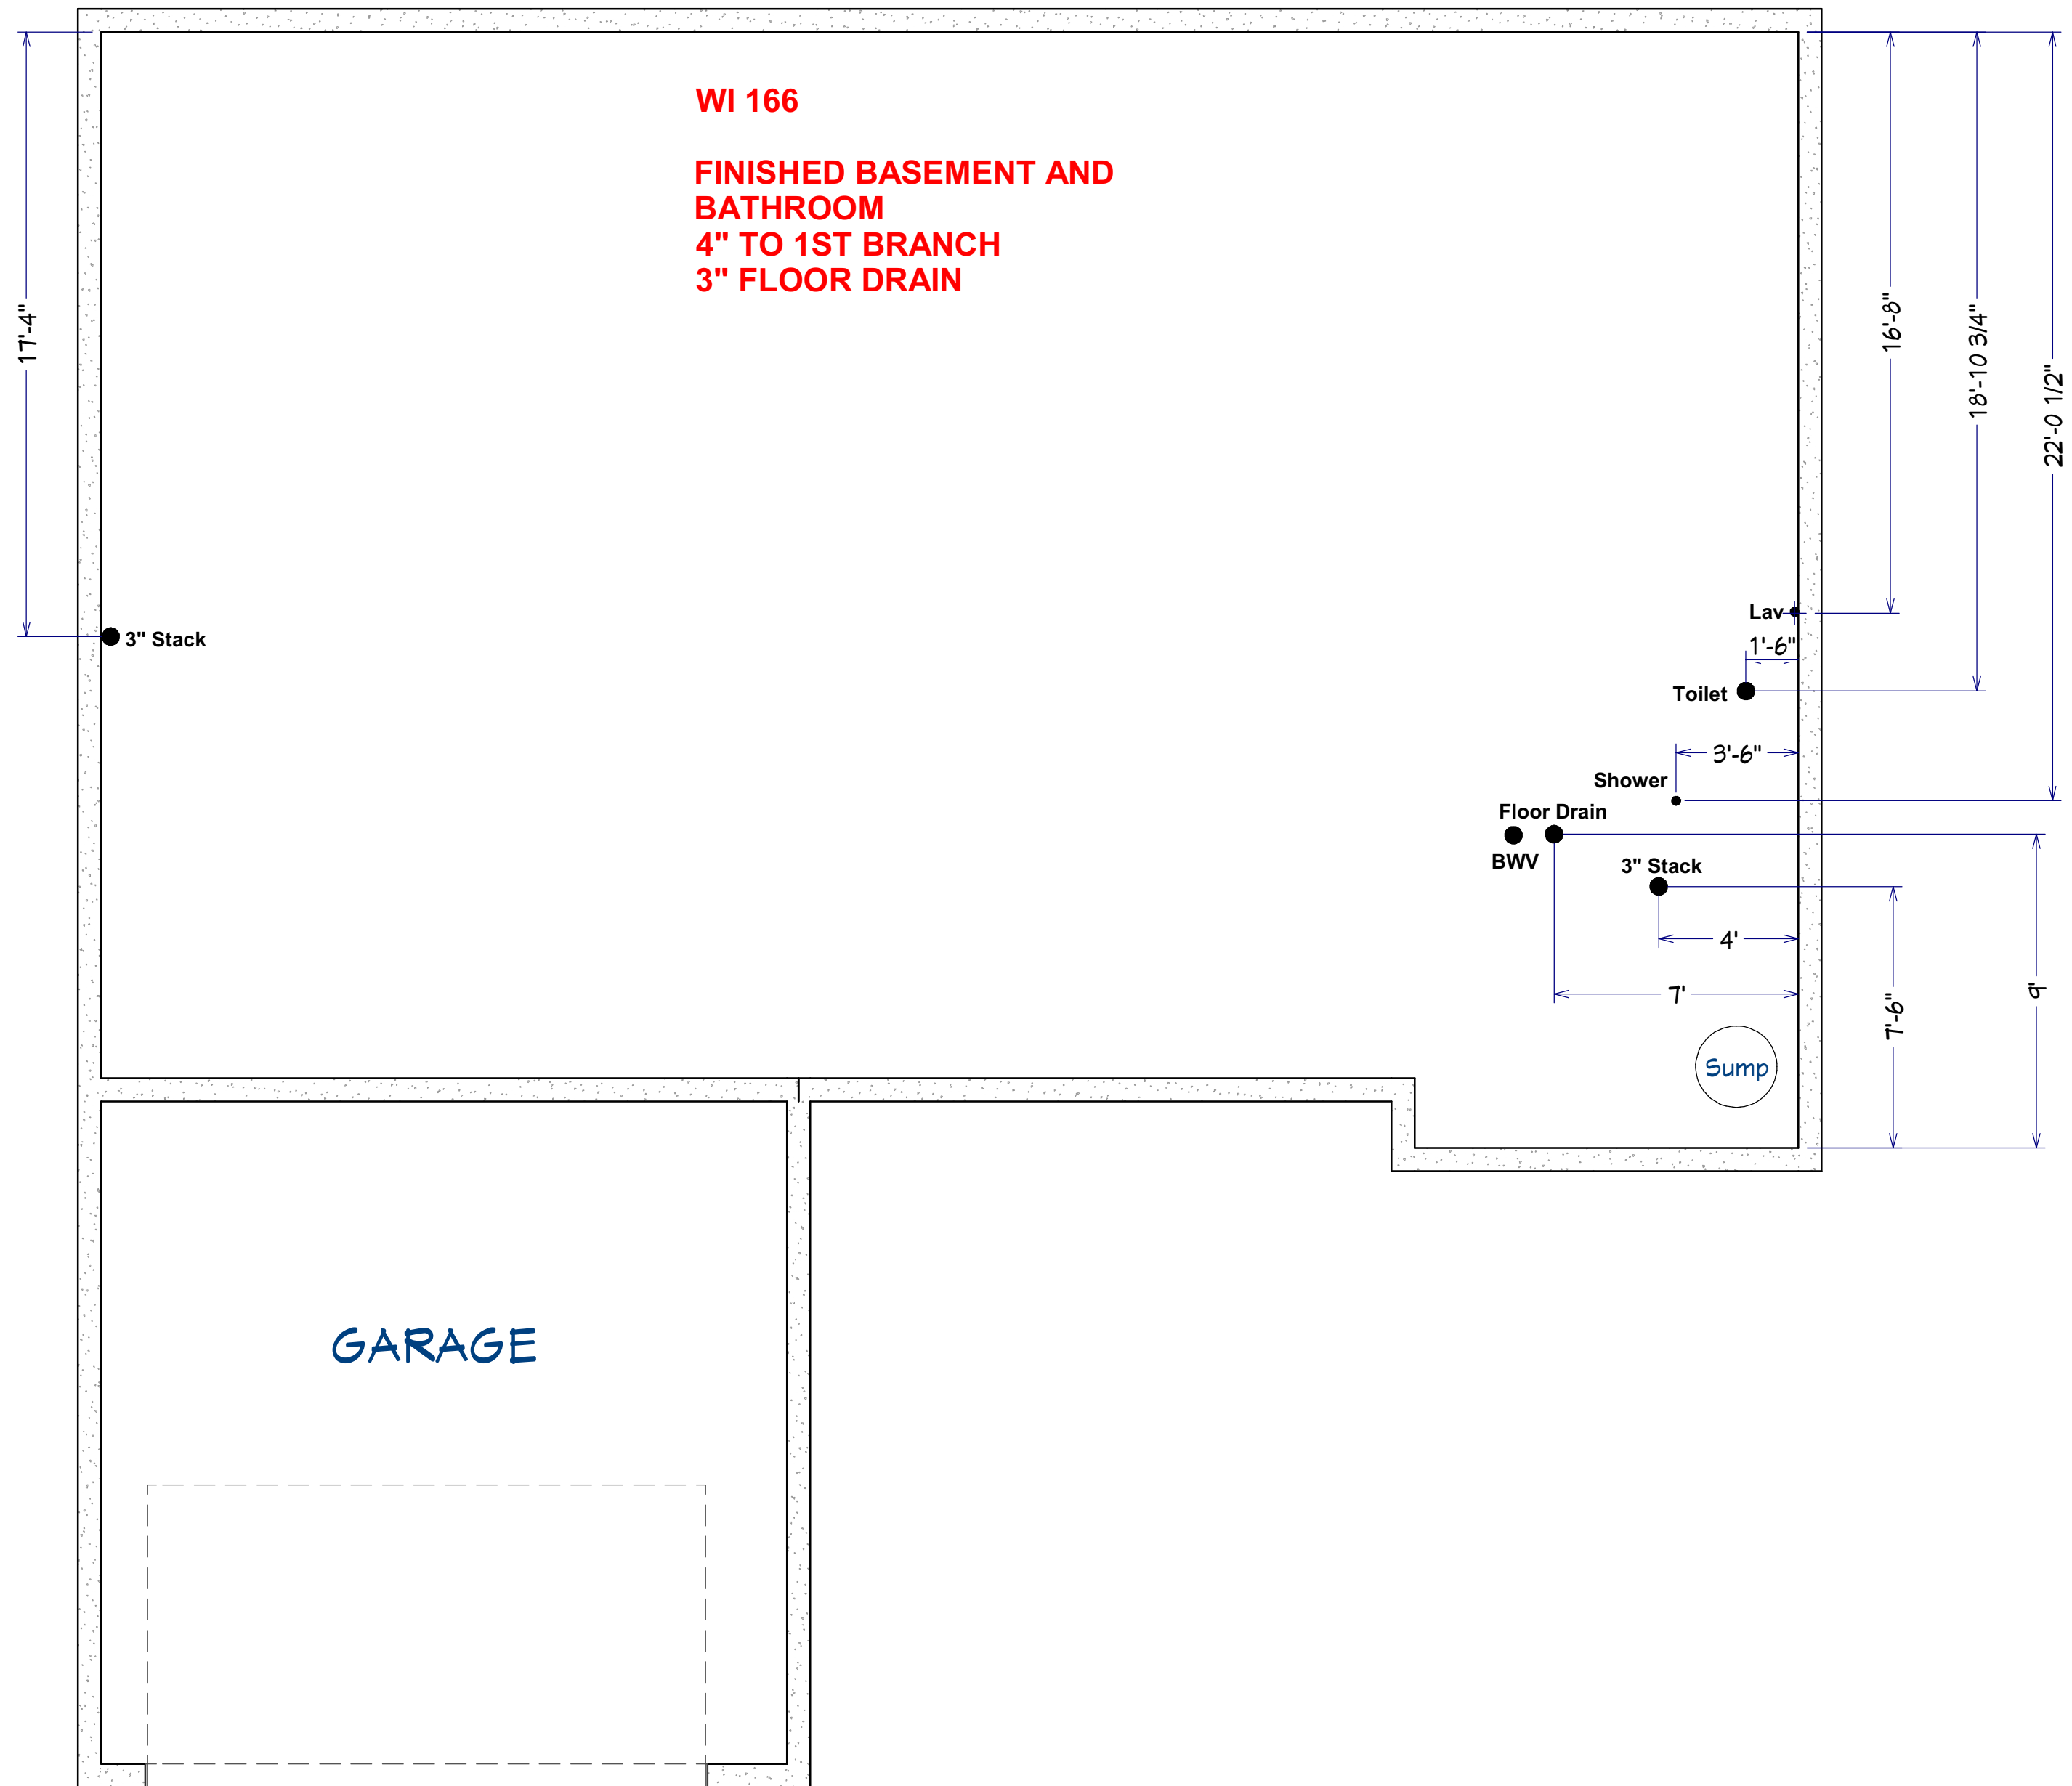 WI 166
FINISHED BASEMENT AND
BATHROOM
4" TO 1ST BRANCH
3" FLOOR DRAIN
17'-4"
16'-8"
18'-10 3/4"
22'-0 1/2"
3" Stack
Lav
1'-6"
Toilet
3'-6"
Shower
Floor Drain
BWV
3" Stack
4'
7'
7'-6"
9'
Sump
GARAGE